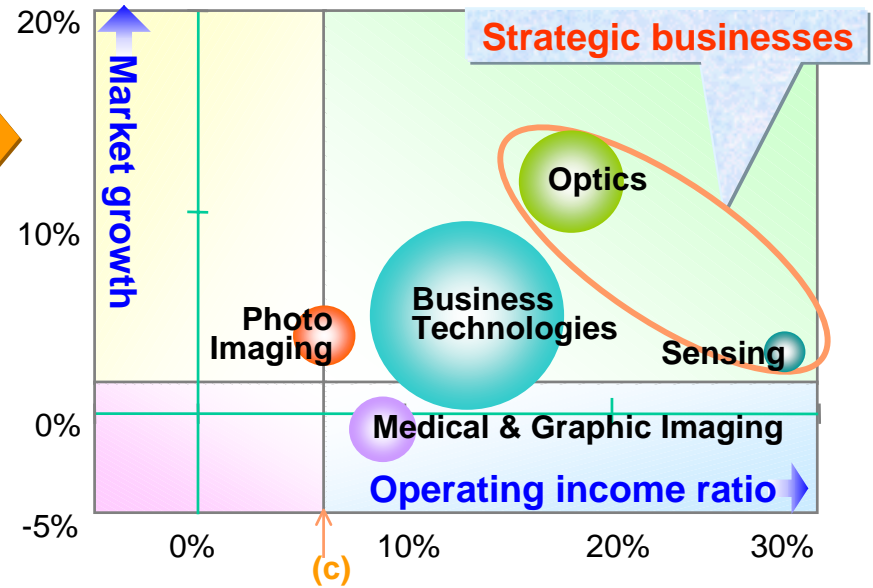 20%
Strategic businesses
Market growth
Optics
10%
Business
Technologies
Photo
Imaging
Sensing
0%
Medical & Graphic Imaging
Operating income ratio
-5%
0%
10%
20%
30%
(c)